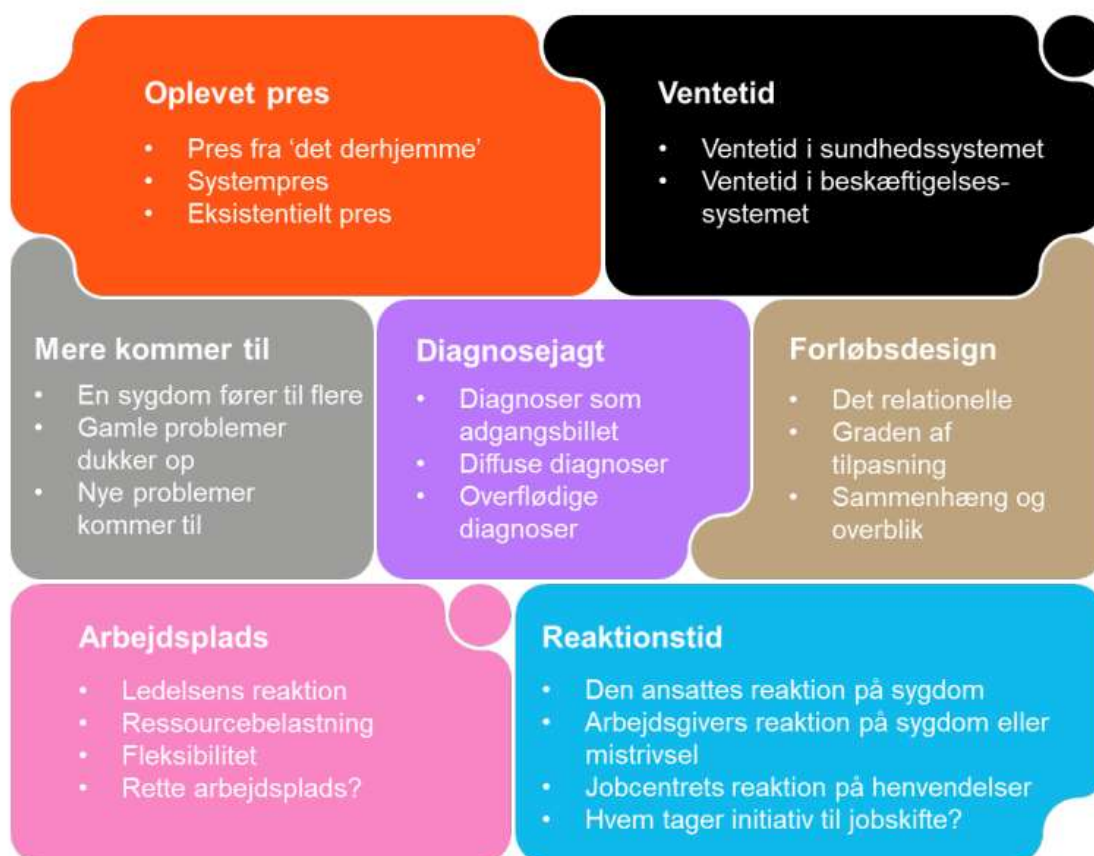 Oplevet pres
• Pres fra ‘det derhjemme’
• Systempres
• Eksistentielt pres
Ventetid
• Ventetid i sundhedssystemet
• Ventetid i beskæftigelses-
systemet
Mere kommer til
• En sygdom fører til flere
• Gamle problemer
dukker op
• Nye problemer
kommer til
Diagnosejagt
• Diagnoser som
adgangsbillet
• Diffuse diagnoser
• Overflødige
diagnoser
Forløbsdesign
• Det relationelle
• Graden af
tilpasning
• Sammenhæng og
overblik
Arbejdsplads
• Ledelsens reaktion
• Ressourcebelastning
• Fleksibilitet
• Rette arbejdsplads?
Reaktionstid
• Den ansattes reaktion på sygdom
• Arbejdsgivers reaktion på sygdom eller
mistrivsel
• Jobcentrets reaktion på henvendelser
• Hvem tager initiativ til jobskifte?